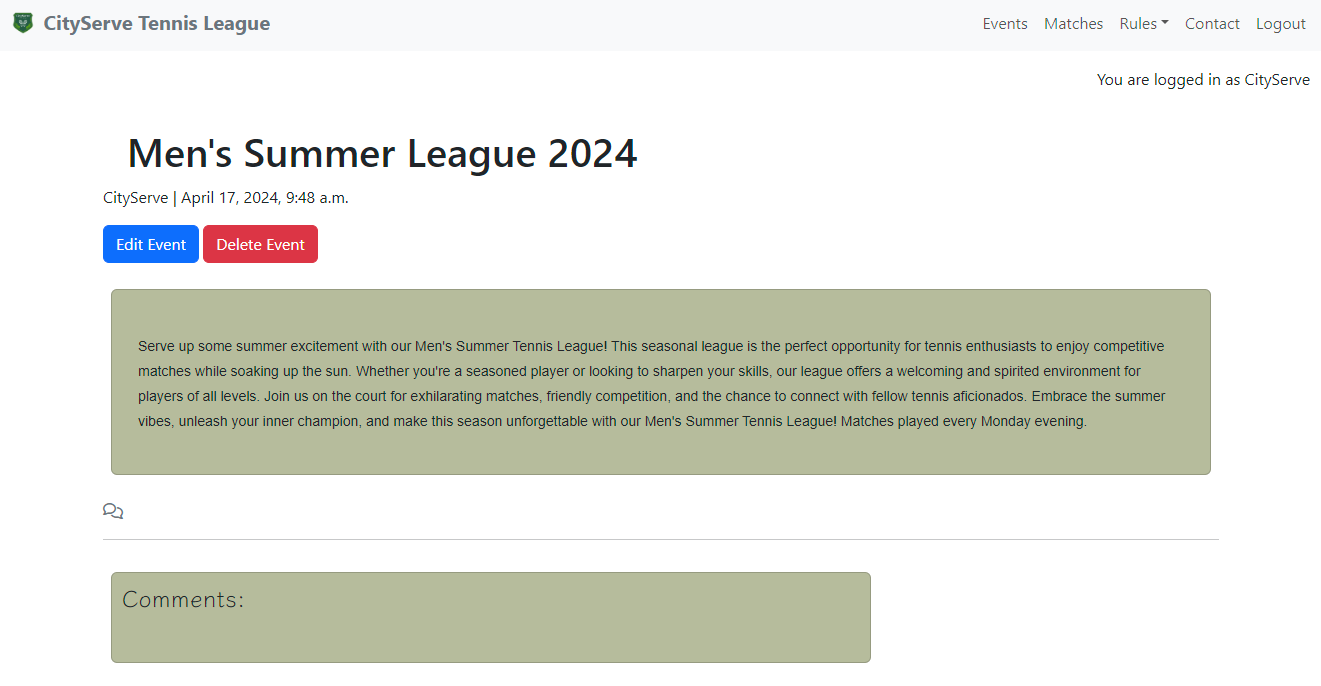 CityServe Tennis League
Events Matches Rules Contact Logout
You are logged in as CityServe
Men's Summer League 2024
CityServe | April 17, 2024, 9:48 a.m.
Edit Event Delete Event
Serve up some summer excitement with our Men's Summer Tennis League! This seasonal league is the perfect opportunity for tennis enthusiasts to enjoy competitive
matches while soaking up the sun. Whether you're a seasoned player or looking to sharpen your skills, our league offers a welcoming and spirited environment for
players of all levels. Join us on the court for exhilarating matches, friendly competition, and the chance to connect with fellow tennis aficionados. Embrace the summer
vibes, unleash your inner champion, and make this season unforgettable with our Men's Summer Tennis League! Matches played every Monday evening.
Comments: